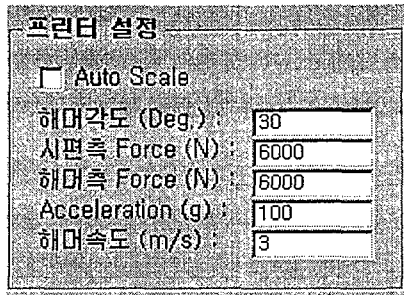 프린터 설정
Auto Scale
해머각도 (Deg.) : 30
시편측 Force (N) : 6000
해머측 Force (N) : 6000
Acceleration (g) : 100
해머속도 (m/s) : 3